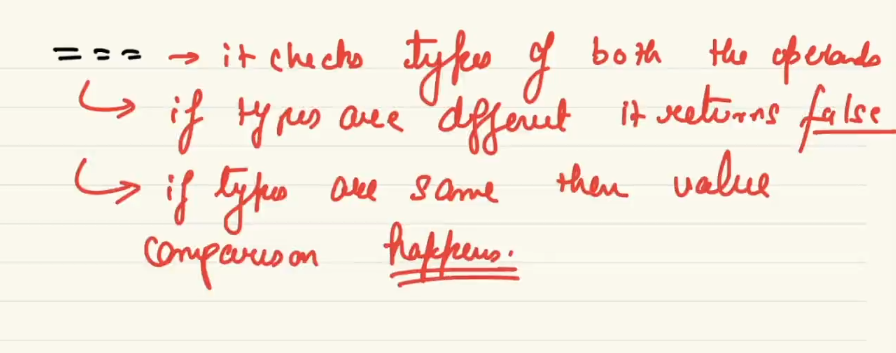 === → it checks types of both the operands
↳ if types are different it returns false
↳ if types are same then value
comparison happens.